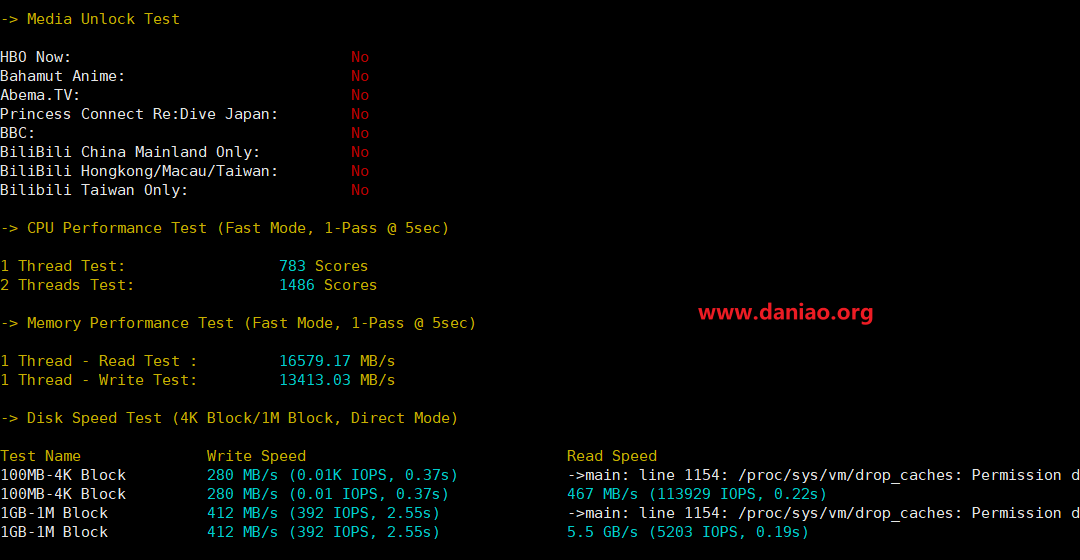 -> Media Unlock Test
HBO Now: No
Bahamut Anime: No
Abema.TV: No
Princess Connect Re:Dive Japan: No
BBC: No
BiliBili China Mainland Only: No
BiliBili Hongkong/Macau/Taiwan: No
Bilibili Taiwan Only: No
-> CPU Performance Test (Fast Mode, 1-Pass @ 5sec)
1 Thread Test: 783 Scores
2 Threads Test: 1486 Scores
www.daniao.org
-> Memory Performance Test (Fast Mode, 1-Pass @ 5sec)
1 Thread - Read Test : 16579.17 MB/s
1 Thread - Write Test: 13413.03 MB/s
-> Disk Speed Test (4K Block/1M Block, Direct Mode)
Test Name Write Speed Read Speed
100MB-4K Block 280 MB/s (0.01K IOPS, 0.37s) ->main: line 1154: /proc/sys/vm/drop_caches: Permission d
100MB-4K Block 280 MB/s (0.01 IOPS, 0.37s) 467 MB/s (113929 IOPS, 0.22s)
1GB-1M Block 412 MB/s (392 IOPS, 2.55s) ->main: line 1154: /proc/sys/vm/drop_caches: Permission d
1GB-1M Block 412 MB/s (392 IOPS, 2.55s) 5.5 GB/s (5203 IOPS, 0.19s)